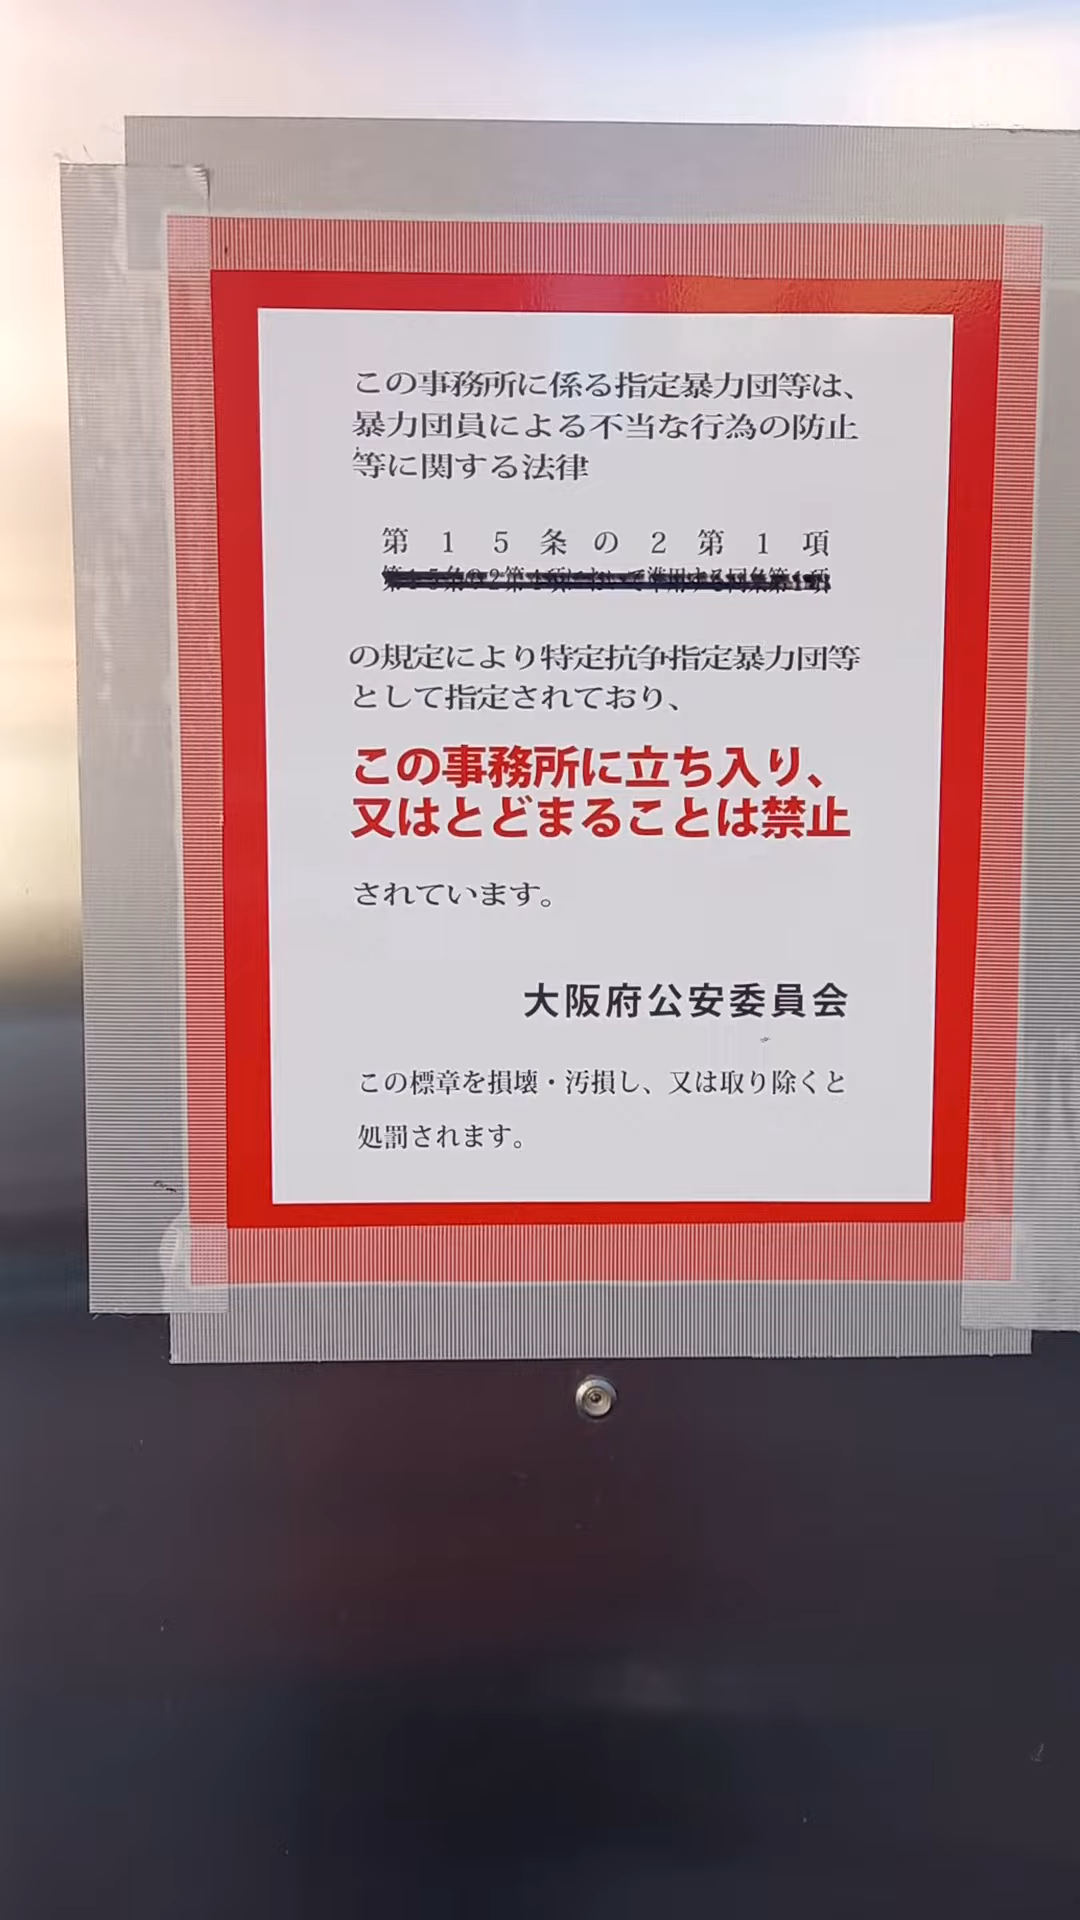 この事務所に係る指定暴力団等は、
暴力団員による不当な行為の防止
等に関する法律
第15条の2第1項
の規定により特定抗争指定暴力団等
として指定されており、
この事務所に立ち入り、
又はとどまることは禁止
されています。
大阪府公安委員会
この標章を損壊・汚損し、又は取り除くと
処罰されます。